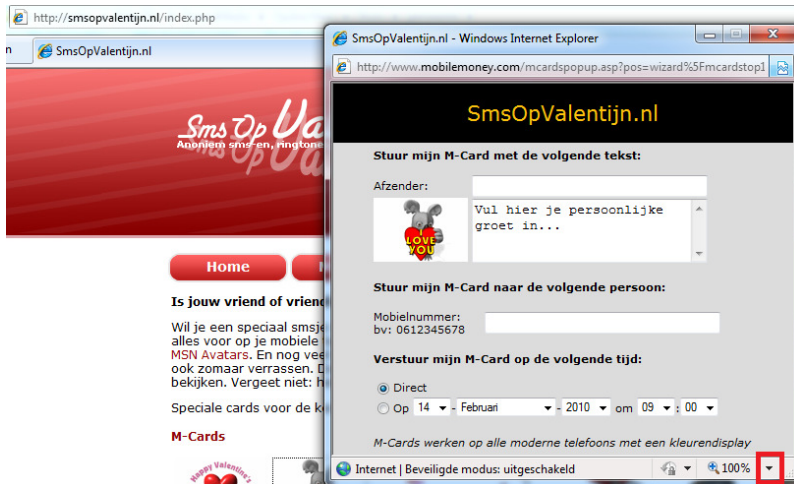 http://smsopvalentijn.nl/index.php
n
SmsOpValentijn.nl
Sms Op Va
Anoniem sms-en, ringtone
Home
Is jouw vriend of vriend
Wil je een speciaal smsje
alles voor op je mobiele
MSN Avatars. En nog vee
ook zomaar verrassen. D
bekijken. Vergeet niet: h
Speciale cards voor de k
M-Cards
Happy Valentine's
SmsOpValentijn.nl - Windows Internet Explorer
http://www.mobilemoney.com/mcardspopup.asp?pos=wizard%5Fmcardstop1
SmsOpValentijn.nl
Stuur mijn M-Card met de volgende tekst:
Afzender:
I
LOVE
YOU
Vul hier je persoonlijke
groet in...
Stuur mijn M-Card naar de volgende persoon:
Mobielnummer:
bv: 0612345678
Verstuur mijn M-Card op de volgende tijd:
Direct
Op 14 - Februari - 2010 om 09 : 00
M-Cards werken op alle moderne telefoons met een kleurendisplay
Internet | Beveiligde modus: uitgeschakeld 100%